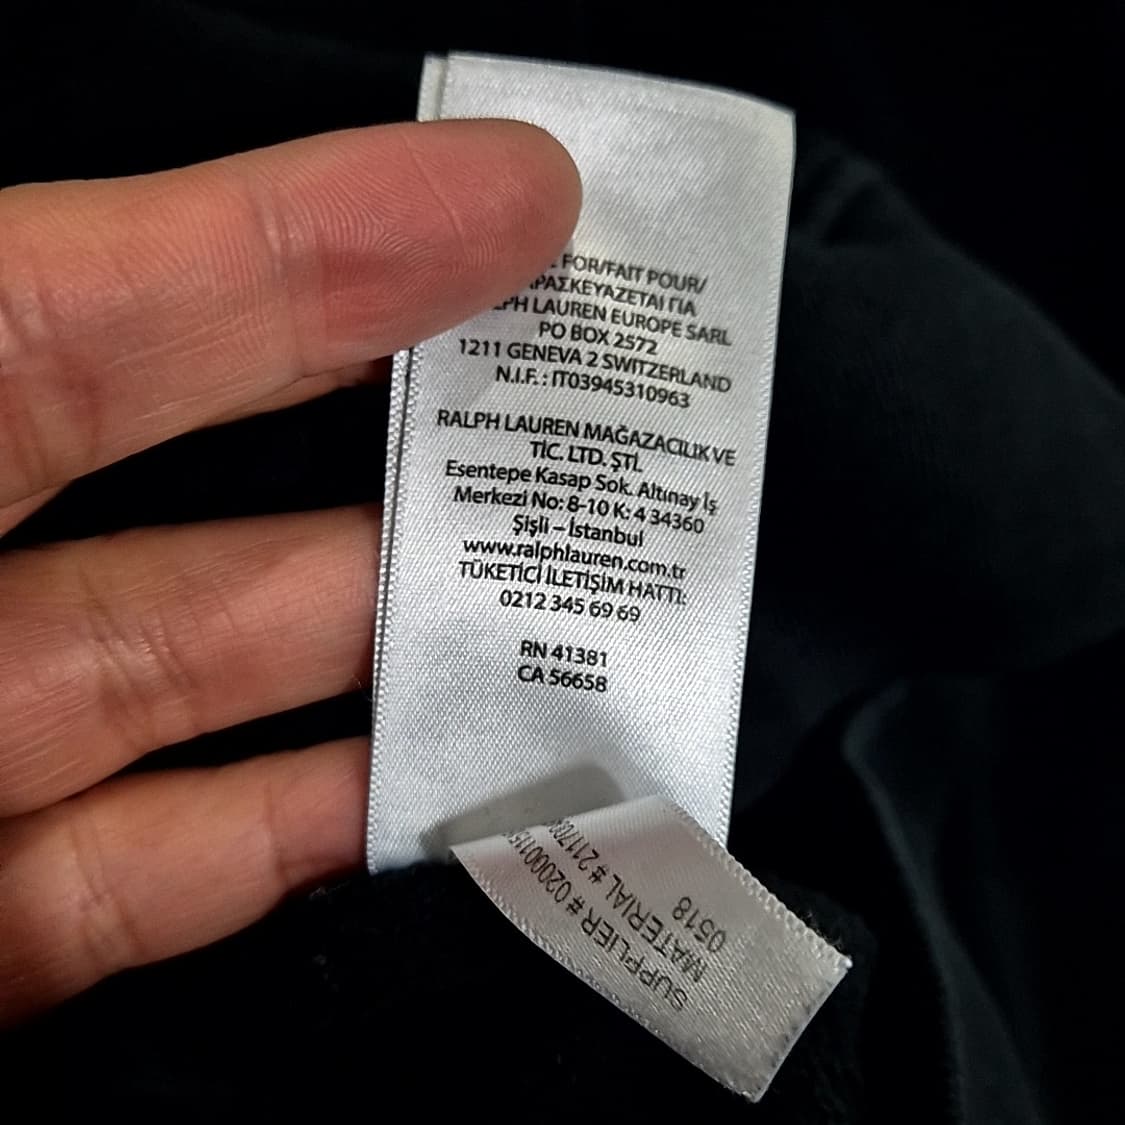 FOR/FAIT POUR/
ΓΙΑ
LAUREN EUROPE SARL
PO BOX 2572
1211 GENEVA 2 SWITZERLAND
N.I.F. : IT03945310963
RALPH LAUREN MAĞAZACILIK VE
TİC. LTD. ŞTİ.
Esentepe Kasap Sok. Altınay İş
Merkezi No: 8-10 K: 4 34360
Şişli – İstanbul
www.ralphlauren.com.tr
TÜKETİCİ İLETİŞİM HATTI:
0212 345 69 69
RN 41381
CA 56658
SUPPLIER #
MATERIAL #
0518